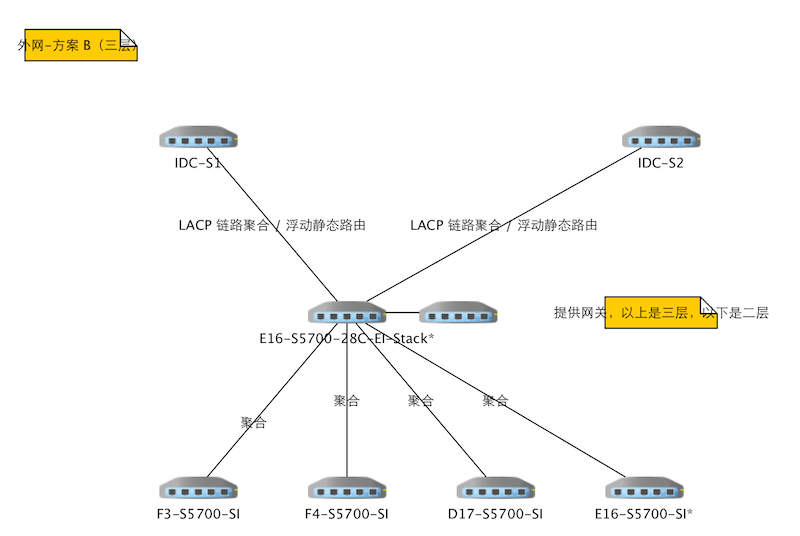 外网-方案 B（三层）
IDC-S1
IDC-S2
LACP 链路聚合 / 浮动静态路由
LACP 链路聚合 / 浮动静态路由
提供网关，以上是三层，以下是二层
E16-S5700-28C-EI-Stack*
聚合
聚合
聚合
聚合
F3-S5700-SI
F4-S5700-SI
D17-S5700-SI
E16-S5700-SI*